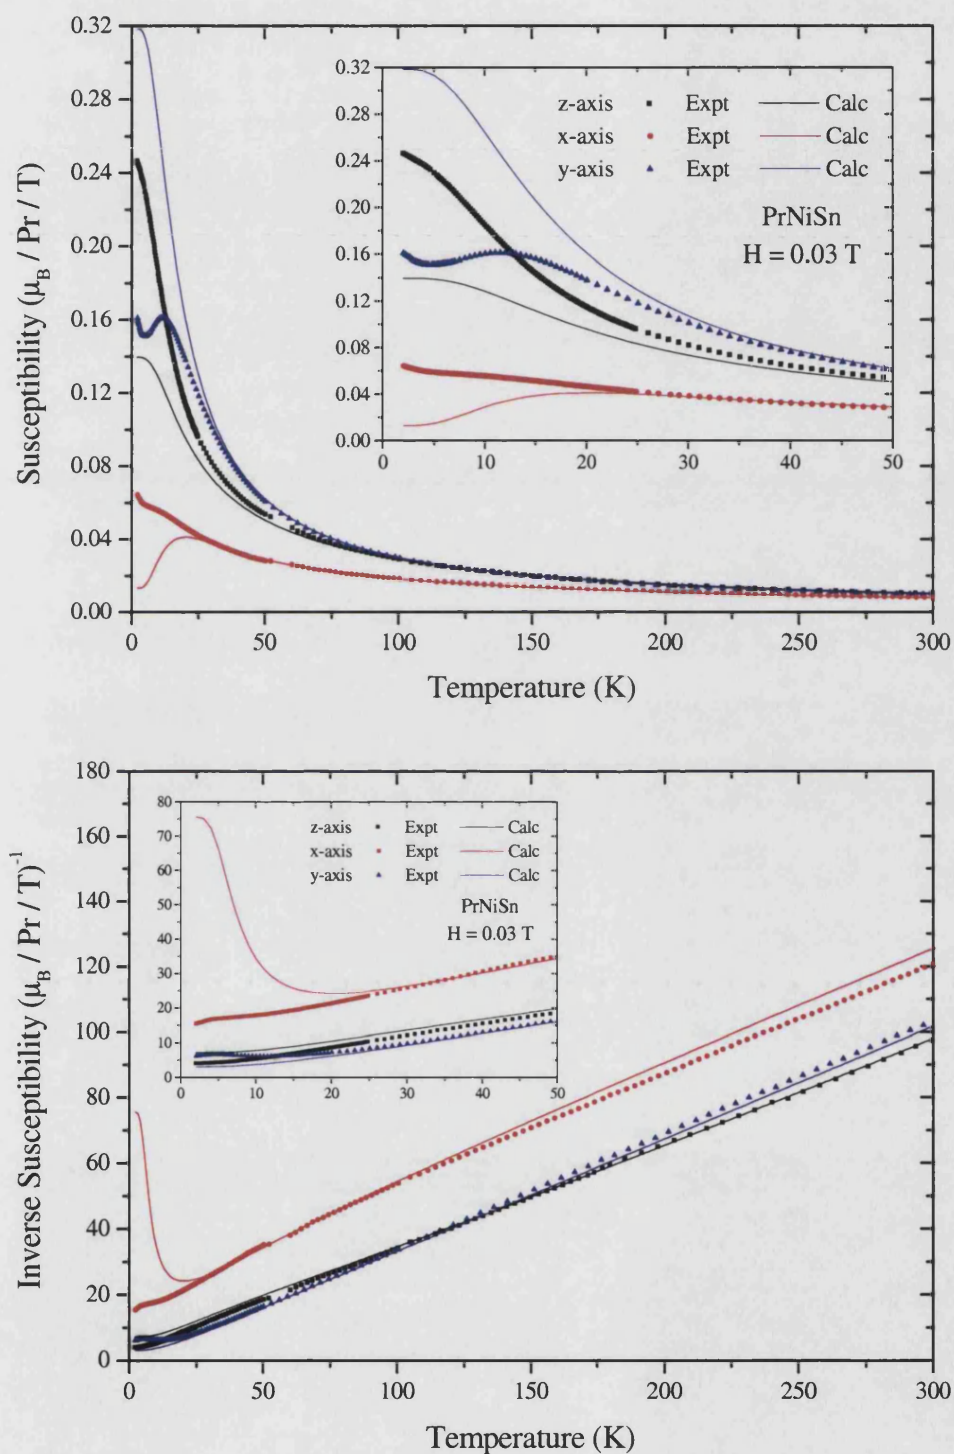 0.32
0.28
0.24
0.20
0.16
0.12
0.08
0.04
0.00
Susceptibility (μB / Pr / T)
0.32
0.28
0.24
0.20
0.16
0.12
0.08
0.04
0.00
z-axis Expt Calc
x-axis Expt Calc
y-axis Expt Calc
PrNiSn
H = 0.03 T
0 10 20 30 40 50
0 50 100 150 200 250 300
Temperature (K)
180
160
140
120
100
80
60
40
20
0
Inverse Susceptibility (μB / Pr / T)-1
80
70
60
50
40
30
20
10
0
z-axis Expt Calc
x-axis Expt Calc
y-axis Expt Calc
PrNiSn
H = 0.03 T
0 10 20 30 40 50
0 50 100 150 200 250 300
Temperature (K)